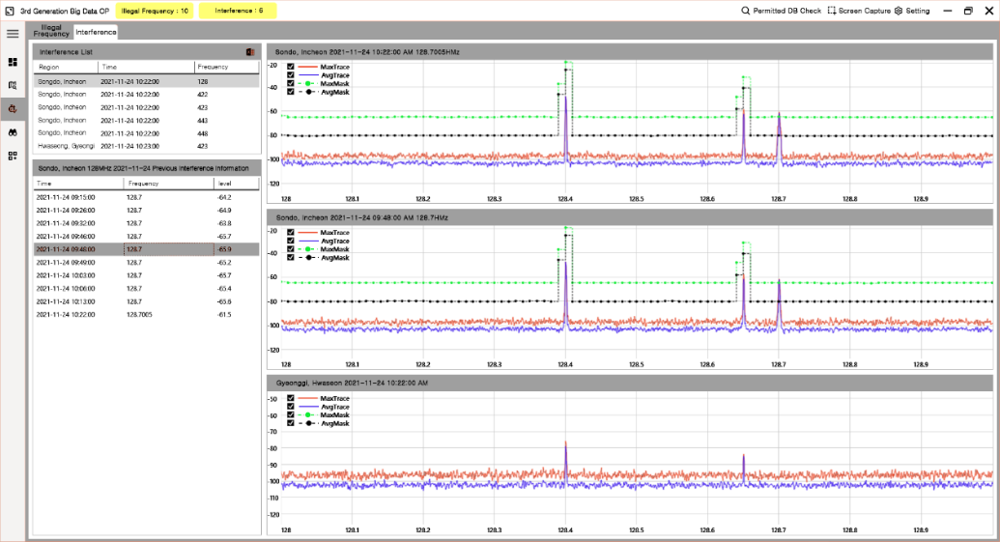 3rd Generation Big Data OP
Illegal Frequency : 10
Interference : 6
Permitted DB Check
Screen Capture
Setting
Illegal
Frequency
Interference
Interference List
Region Time Frequency
Songdo, Incheon 2021-11-24 10:22:00 128
Songdo, Incheon 2021-11-24 10:22:00 422
Songdo, Incheon 2021-11-24 10:22:00 423
Songdo, Incheon 2021-11-24 10:22:00 443
Songdo, Incheon 2021-11-24 10:22:00 448
Hwaseong, Gyeongi 2021-11-24 10:23:00 423
Sondo, Incheon 128MHZ 2021-11-24 Previous Interference Information
Time Frequency level
2021-11-24 09:15:00 128.7 -64.2
2021-11-24 09:26:00 128.7 -64.9
2021-11-24 09:32:00 128.7 -63.8
2021-11-24 09:46:00 128.7 -65.7
2021-11-24 09:48:00 128.7 -65.9
2021-11-24 09:49:00 128.7 -65.2
2021-11-24 10:03:00 128.7 -65.7
2021-11-24 10:06:00 128.7 -65.4
2021-11-24 10:13:00 128.7 -65.6
2021-11-24 10:22:00 128.7005 -61.5
Sondo, Incheon 2021-11-24 10:22:00 AM 128.7005HMz
MaxTrace
AvgTrace
MaxMask
AvgMask
-20
-40
-60
-80
-100
-120
128 128.1 128.2 128.3 128.4 128.5 128.6 128.7 128.8 128.9
Sondo, Incheon 2021-11-24 09:48:00 AM 128.7HMz
MaxTrace
AvgTrace
MaxMask
AvgMask
-20
-40
-60
-80
-100
-120
128 128.1 128.2 128.3 128.4 128.5 128.6 128.7 128.8 128.9
Gyeonggi, Hwaseon 2021-11-24 10:22:00 AM
MaxTrace
AvgTrace
MaxMask
AvgMask
-50
-60
-70
-80
-90
-100
-110
-120
128 128.1 128.2 128.3 128.4 128.5 128.6 128.7 128.8 128.9